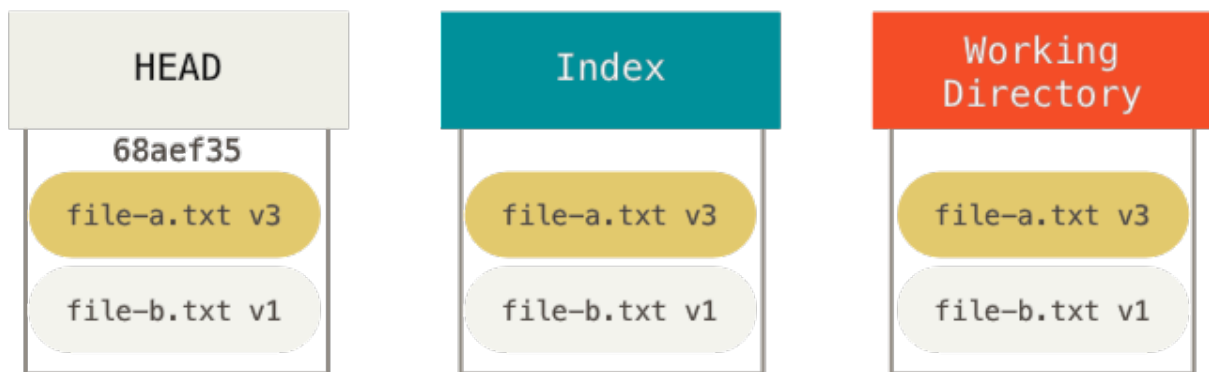 HEAD
Index
Working
Directory
68aef35
file-a.txt v3
file-a.txt v3
file-a.txt v3
file-b.txt v1
file-b.txt v1
file-b.txt v1